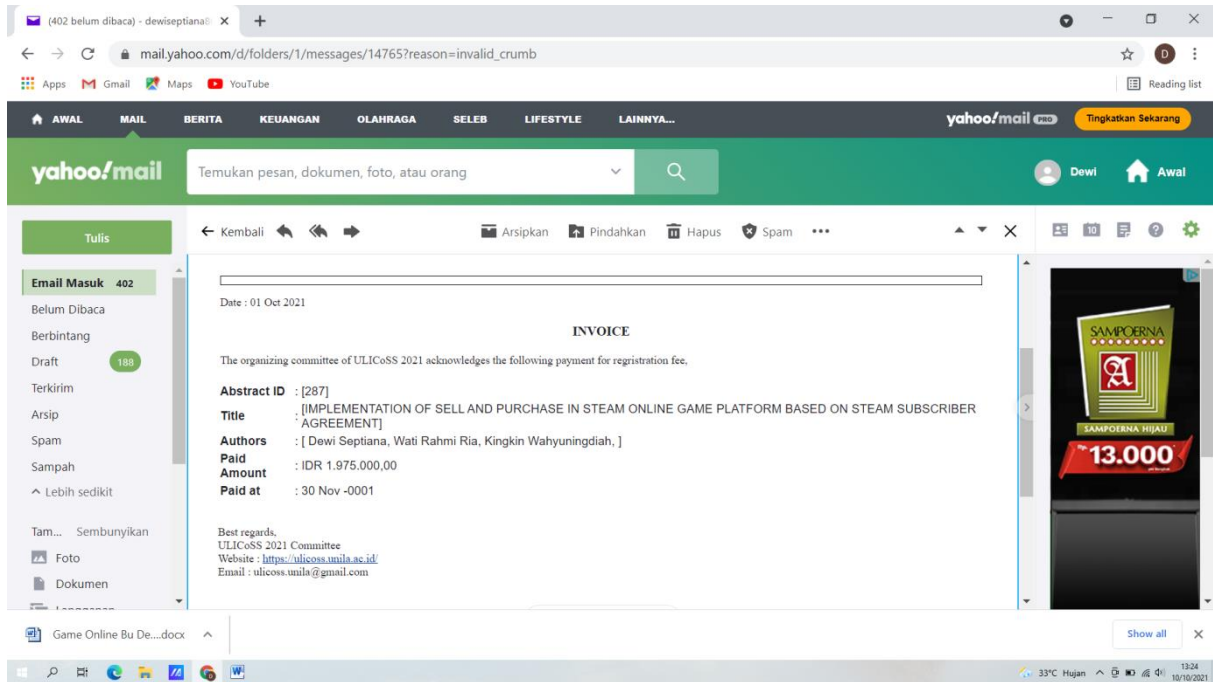 (402 belum dibaca) - dewiseptiana8
mail.yahoo.com/d/folders/1/messages/14765?reason=invalid_crumb
D
Apps Gmail Maps YouTube Reading list
AWAL MAIL BERITA KEUANGAN OLAHRAGA SELEB LIFESTYLE LAINNYA... yahoo!mail PRO Tingkatkan Sekarang
yahoo!mail Temukan pesan, dokumen, foto, atau orang Dewi Awal
Tulis Kembali Arsipkan Pindahkan Hapus Spam ••• 10
Email Masuk 402
Belum Dibaca
Berbintang
Draft 188
Terkirim
Arsip
Spam
Sampah
Lebih sedikit
Tam... Sembunyikan
Foto
Dokumen
Date : 01 Oct 2021
INVOICE
The organizing committee of ULICoSS 2021 acknowledges the following payment for regristration fee,
Abstract ID : [287]
Title : [IMPLEMENTATION OF SELL AND PURCHASE IN STEAM ONLINE GAME PLATFORM BASED ON STEAM SUBSCRIBER
AGREEMENT]
Authors : [ Dewi Septiana, Wati Rahmi Ria, Kingkin Wahyuningdiah, ]
Paid
Amount : IDR 1.975.000,00
Paid at : 30 Nov -0001
Best regards,
ULICoSS 2021 Committee
Website : https://ulicoss.unila.ac.id/
Email : ulicoss.unila@gmail.com
SAMPOERNA
A
SAMPOERNA HIJAU
Rp 13.000
Game Online Bu De....docx Show all
33°C Hujan 13:24
10/10/2021